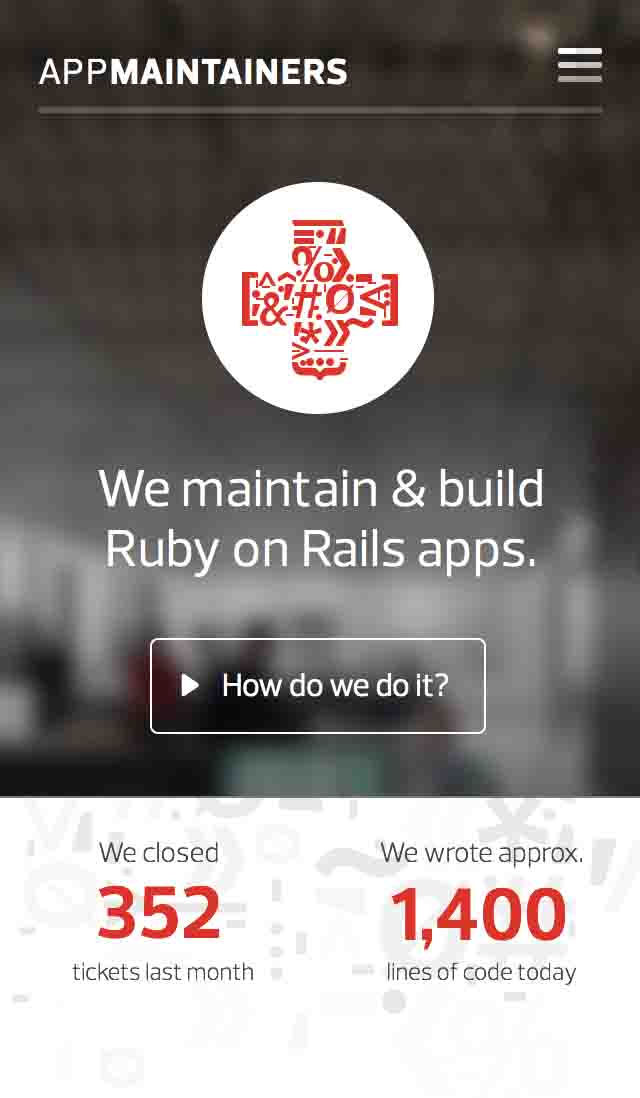 APPMAINTAINERS
We maintain & build
Ruby on Rails apps.
How do we do it?
We closed
352
tickets last month
We wrote approx.
1,400
lines of code today